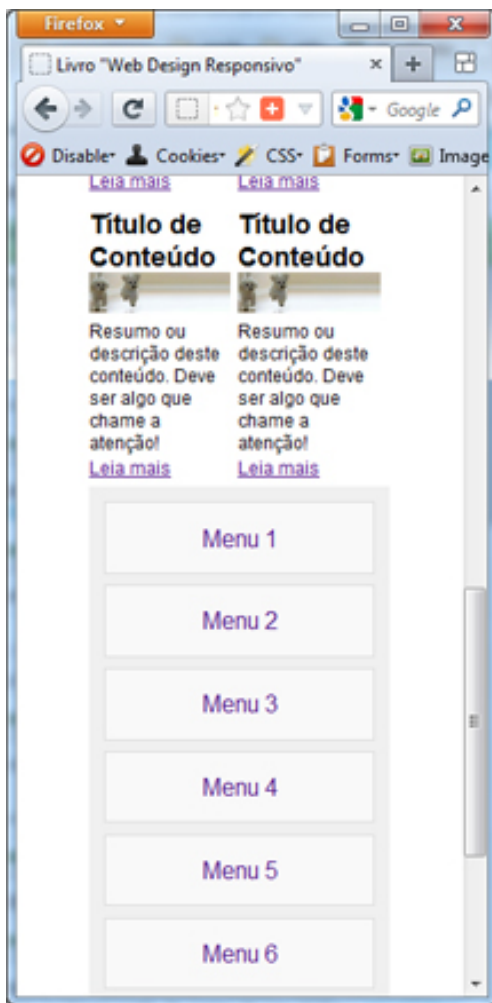 Firefox
Livro "Web Design Responsivo"
Google
Disable Cookies CSS Forms Image
Leia mais Leia mais
Título de
Conteúdo
Resumo ou
descrição deste
conteúdo. Deve
ser algo que
chame a
atenção!
Leia mais
Título de
Conteúdo
Resumo ou
descrição deste
conteúdo. Deve
ser algo que
chame a
atenção!
Leia mais
Menu 1
Menu 2
Menu 3
Menu 4
Menu 5
Menu 6